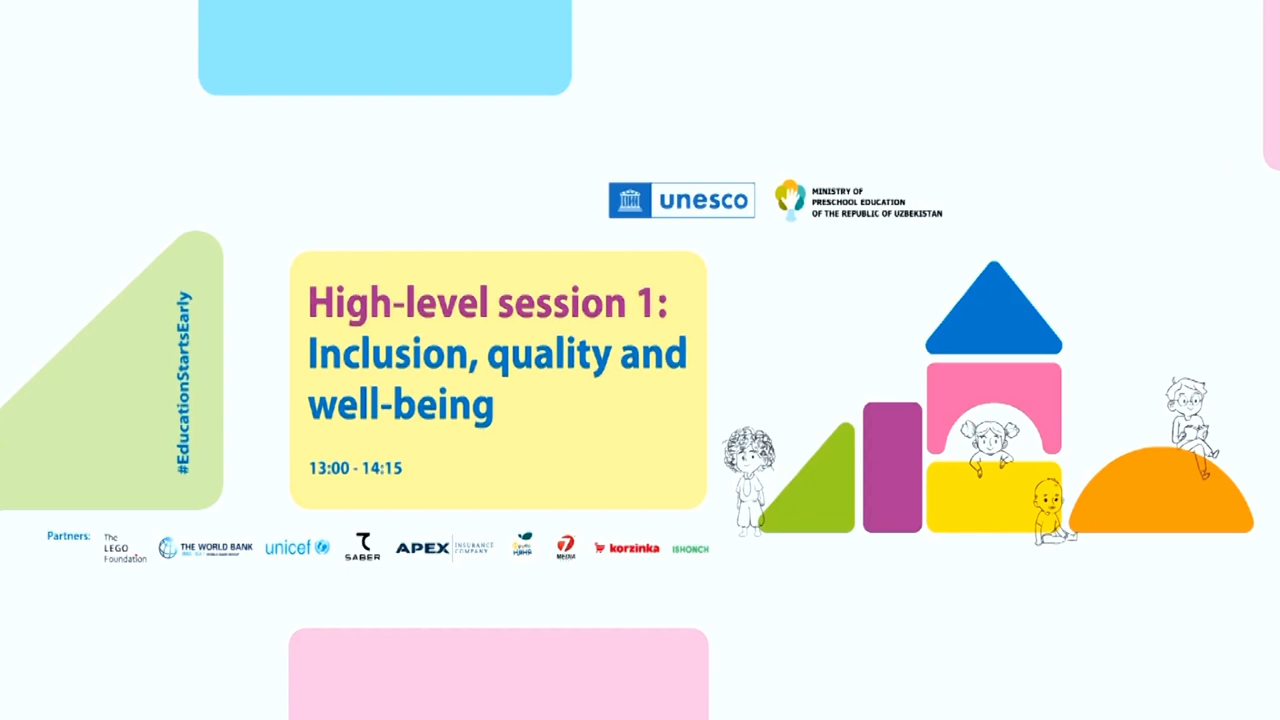 unesco
MINISTRY OF
PRESCHOOL EDUCATION
OF THE REPUBLIC OF UZBEKISTAN
#EducationStartsEarly
High-level session 1:
Inclusion, quality and
well-being
13:00 - 14:15
Partners:
The
LEGO
Foundation
THE WORLD BANK
unicef
SABER
APEX
INSURANCE
COMPANY
7
MEDIA
korzinka
ISHONCH